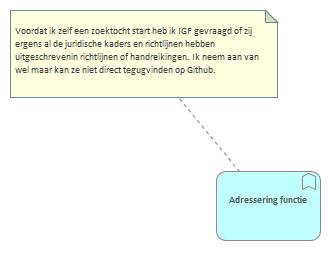 Voordat ik zelf een zoektocht start heb ik IGF gevraagd of zij
ergens al de juridische kaders en richtlijnen hebben
uitgeschrevenin richtlijnen of handreikingen. Ik neem aan van
wel maar kan ze niet direct tegugvinden op Github.
Adressering functie